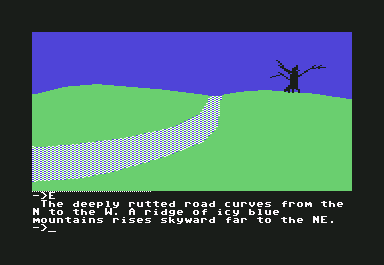 ->E
The deeply rutted road curves from the
N to the W. A ridge of icy blue
mountains rises skyward far to the NE.
->_